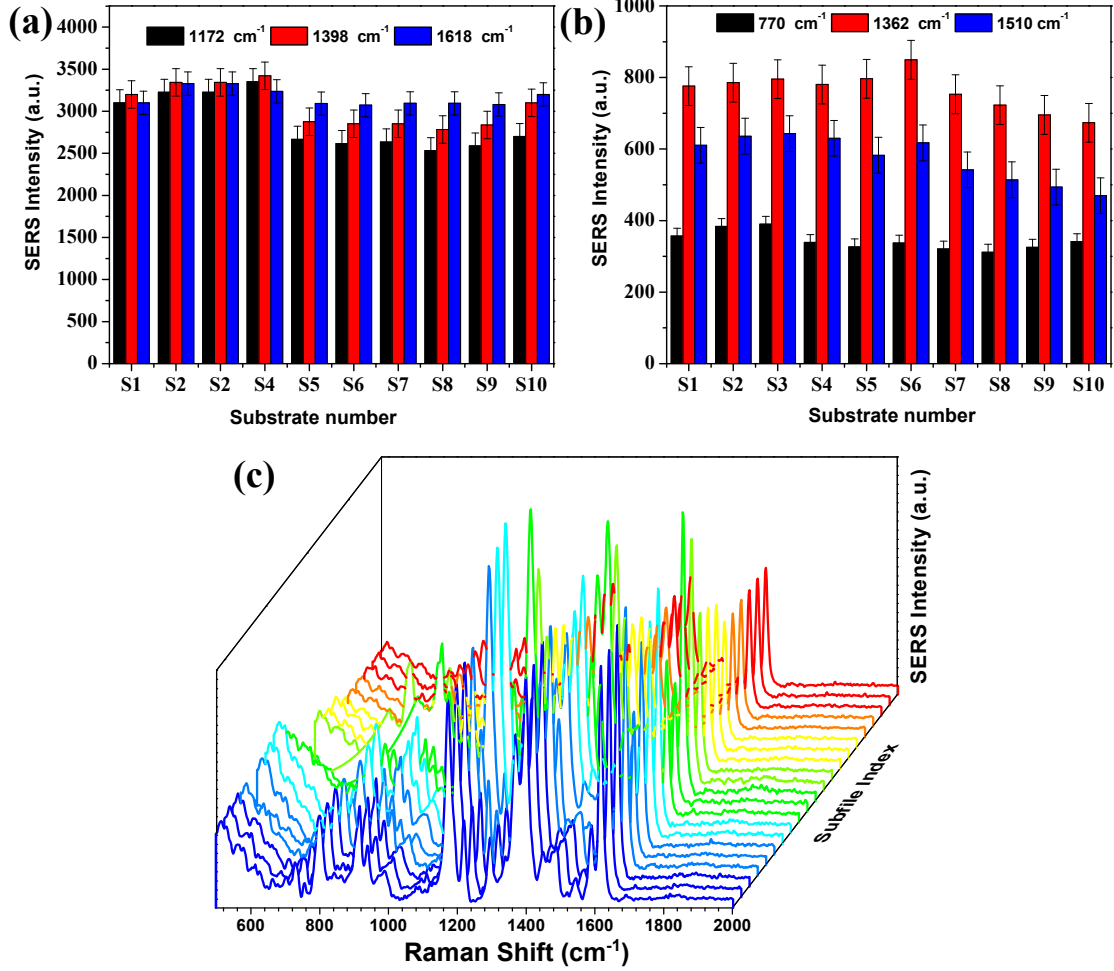 (a)
1172 cm⁻¹ 1398 cm⁻¹ 1618 cm⁻¹
SERS Intensity (a.u.)
4000
3500
3000
2500
2000
1500
1000
500
0
S1 S2 S2 S4 S5 S6 S7 S8 S9 S10
Substrate number
(b)
770 cm⁻¹ 1362 cm⁻¹ 1510 cm⁻¹
SERS Intensity (a.u.)
1000
800
600
400
200
0
S1 S2 S3 S4 S5 S6 S7 S8 S9 S10
Substrate number
(c)
SERS Intensity (a.u.)
Subfile Index
600 800 1000 1200 1400 1600 1800 2000
Raman Shift (cm⁻¹)